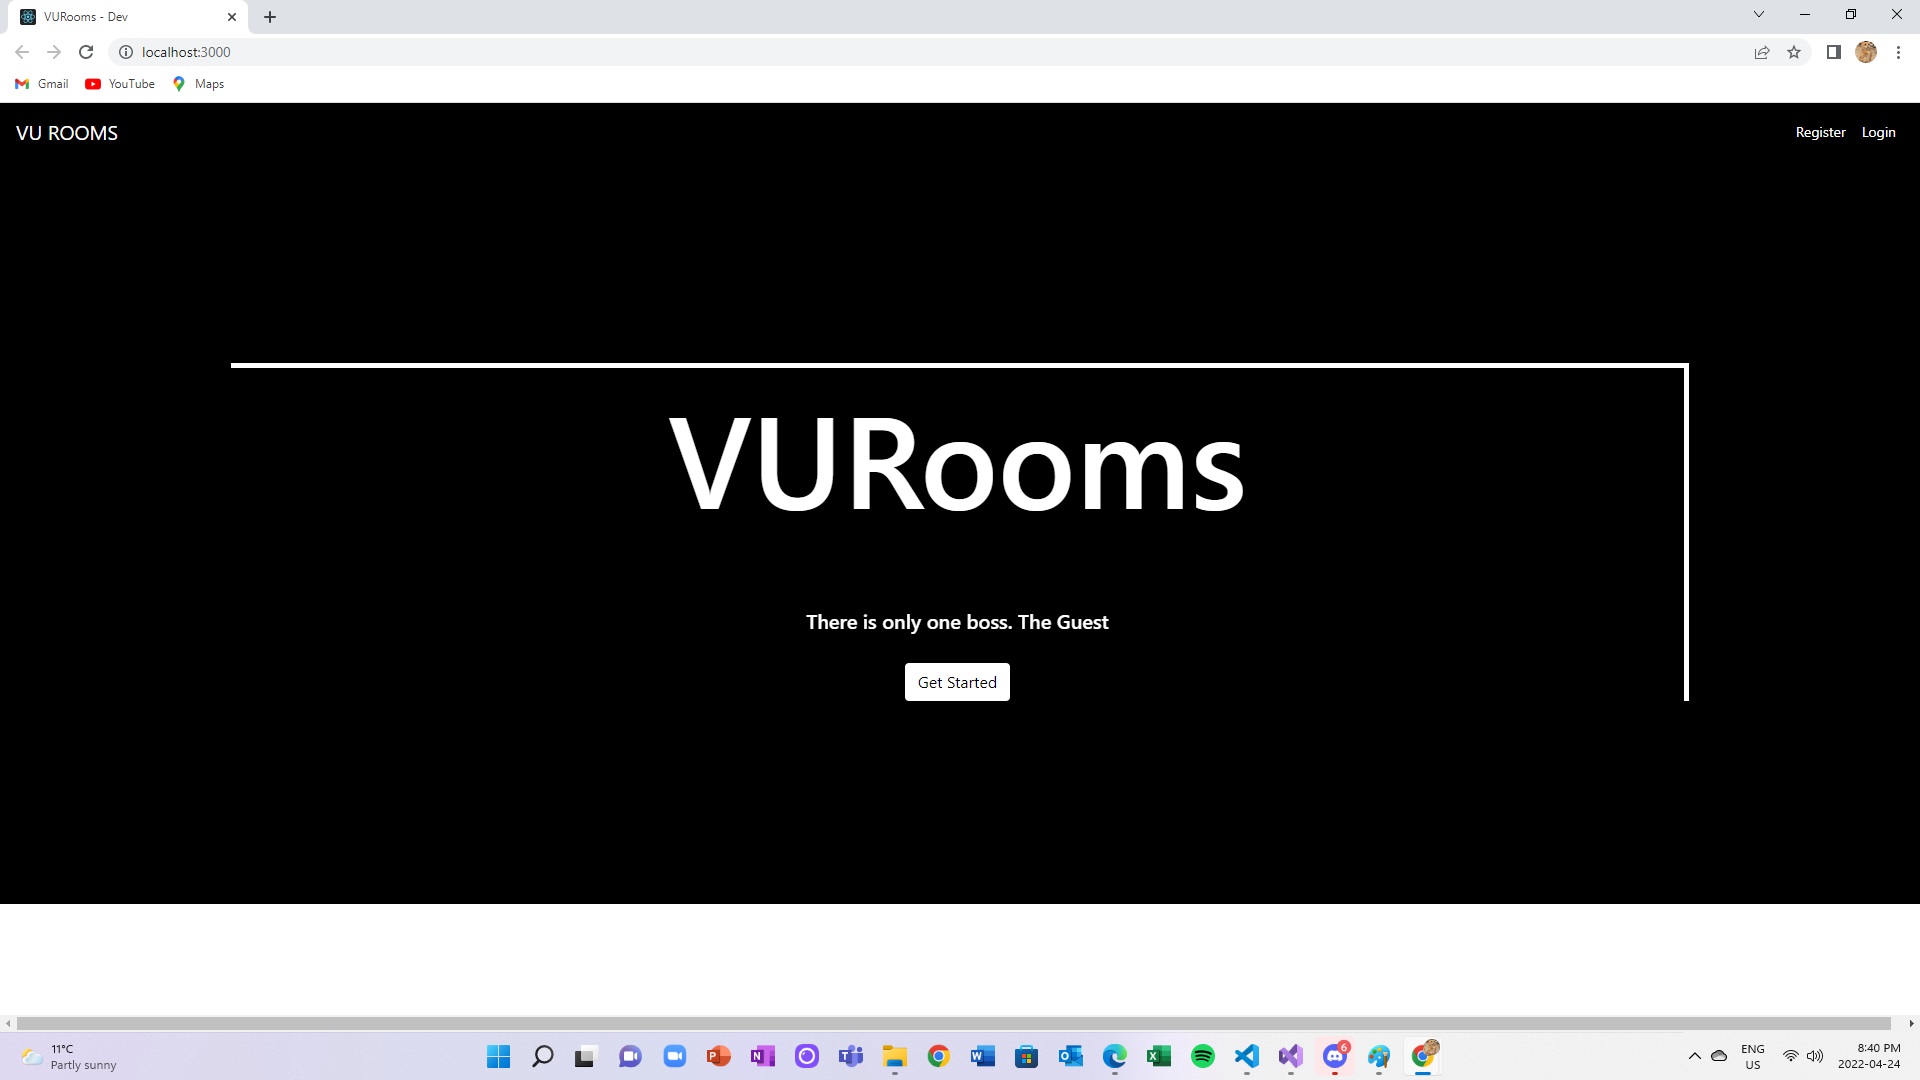 VURooms - Dev
localhost:3000
Gmail YouTube Maps
VU ROOMS Register Login
VURooms
There is only one boss. The Guest
Get Started
11°C
Partly sunny
6
ENG
US
8:40 PM
2022-04-24